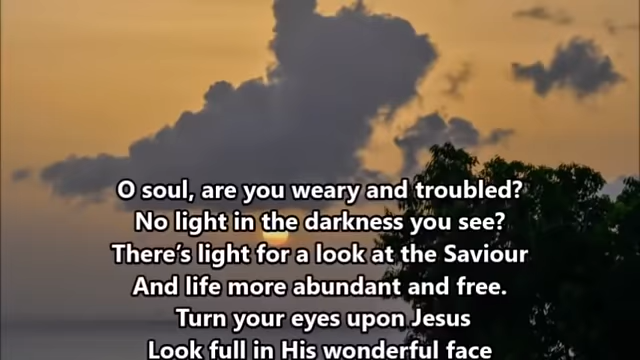 O soul, are you weary and troubled?
No light in the darkness you see?
There's light for a look at the Saviour
And life more abundant and free.
Turn your eyes upon Jesus
Look full in His wonderful face